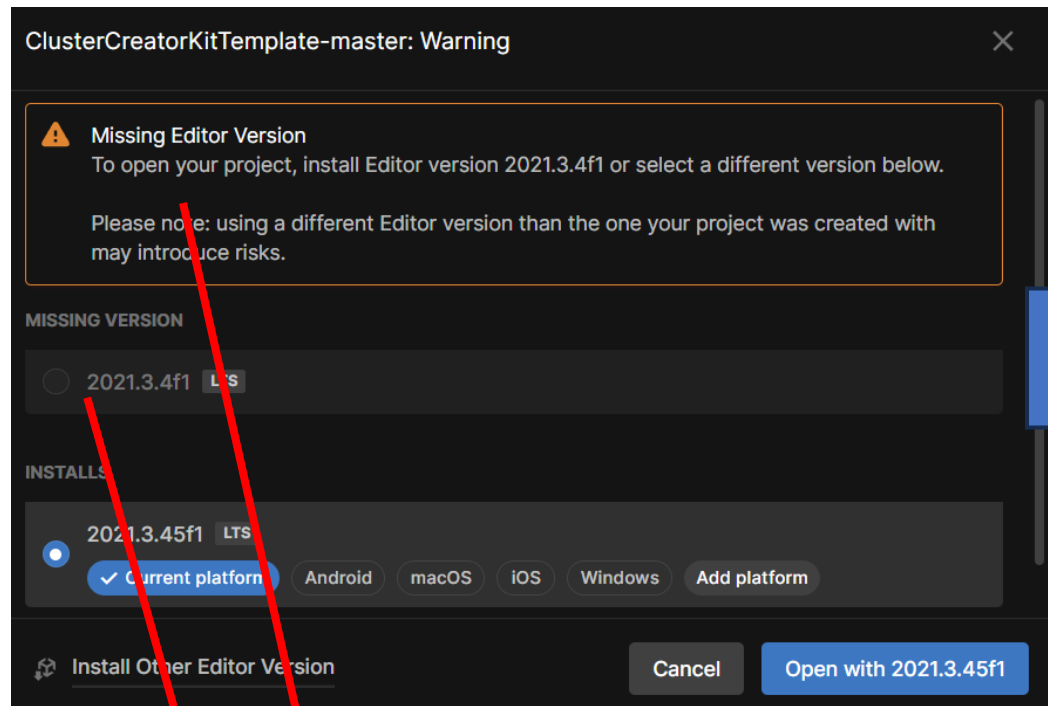 ClusterCreatorKitTemplate-master: Warning
Missing Editor Version
To open your project, install Editor version 2021.3.4f1 or select a different version below.
Please note: using a different Editor version than the one your project was created with
may introduce risks.
MISSING VERSION
2021.3.4f1 LTS
INSTALLS
2021.3.45f1 LTS
Current platform Android macOS iOS Windows Add platform
Install Other Editor Version Cancel Open with 2021.3.45f1